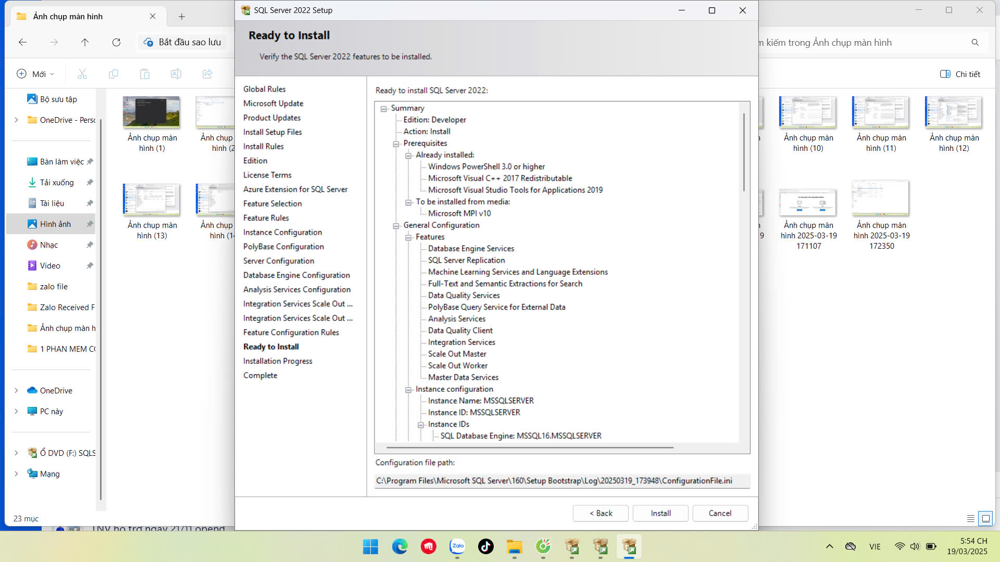 Ảnh chụp màn hình
Bắt đầu sao lưu
Mới
Bộ sưu tập
OneDrive - Perso
Bàn làm việc
Tải xuống
Tài liệu
Hình ảnh
Nhạc
Video
zalo file
Zalo Received F
Ảnh chụp màn h
1 PHAN MEM CO
OneDrive
PC này
Ổ DVD (F:) SQLS
Mạng
23 mục
Ảnh chụp màn
hình (1)
Ảnh chụp
hình (2
Ảnh chụp màn
hình (13)
Ảnh chụp
hình (14
SQL Server 2022 Setup
Ready to Install
Verify the SQL Server 2022 features to be installed.
Global Rules
Microsoft Update
Product Updates
Install Setup Files
Install Rules
Edition
License Terms
Azure Extension for SQL Server
Feature Selection
Feature Rules
Instance Configuration
PolyBase Configuration
Server Configuration
Database Engine Configuration
Analysis Services Configuration
Integration Services Scale Out ...
Integration Services Scale Out ...
Feature Configuration Rules
Ready to Install
Installation Progress
Complete
Ready to install SQL Server 2022:
Summary
Edition: Developer
Action: Install
Prerequisites
Already installed:
Windows PowerShell 3.0 or higher
Microsoft Visual C++ 2017 Redistributable
Microsoft Visual Studio Tools for Applications 2019
To be installed from media:
Microsoft MPI v10
General Configuration
Features
Database Engine Services
SQL Server Replication
Machine Learning Services and Language Extensions
Full-Text and Semantic Extractions for Search
Data Quality Services
PolyBase Query Service for External Data
Analysis Services
Data Quality Client
Integration Services
Scale Out Master
Scale Out Worker
Master Data Services
Instance configuration
Instance Name: MSSQLSERVER
Instance ID: MSSQLSERVER
Instance IDs
SQL Database Engine: MSSQL16.MSSQLSERVER
Configuration file path:
C:\Program Files\Microsoft SQL Server\160\Setup Bootstrap\Log\20250319_173948\ConfigurationFile.ini
< Back
Install
Cancel
m kiếm trong Ảnh chụp màn hình
Chi tiết
Ảnh chụp màn
hình (10)
Ảnh chụp màn
hình (11)
Ảnh chụp màn
hình (12)
Ảnh chụp màn
hình 2025-03-19
171107
Ảnh chụp màn
hình 2025-03-19
172350
Zalo
VIE
5:54 CH
19/03/2025